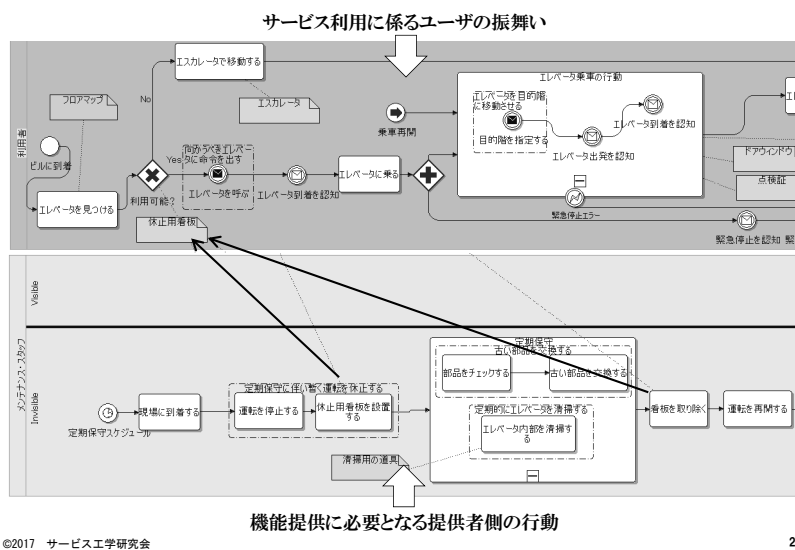 サービス利用に係るユーザの振舞い
利用者
ビルに到着
フロアマップ
エレベータを見つける
No
Yes
利用可能?
エスカレータで移動する
エスカレータ
向かうべきエレベー
タに命令を出す
エレベータを呼ぶ
エレベータ到着を認知
エレベータに乗る
休止用看板
乗車再開
エレベータ乗車の行動
エレベータを目的階
に移動させる
目的階を指定する
エレベータ出発を認知
エレベータ到着を認知
緊急停止エラー
ドアウィンドウ
点検証
緊急停止を認知
緊
メンテナンス・スタッフ
Visible
Invisible
定期保守スケジュール
現場に到着する
定期保守に伴い暫く運転を休止する
運転を停止する
休止用看板を設置
する
定期保守
古い部品を交換する
部品をチェックする
古い部品を交換する
定期的にエレベータを清掃する
エレベータ内部を清掃す
る
清掃用の道具
看板を取り除く
運転を再開する
機能提供に必要となる提供者側の行動
©2017 サービス工学研究会
2